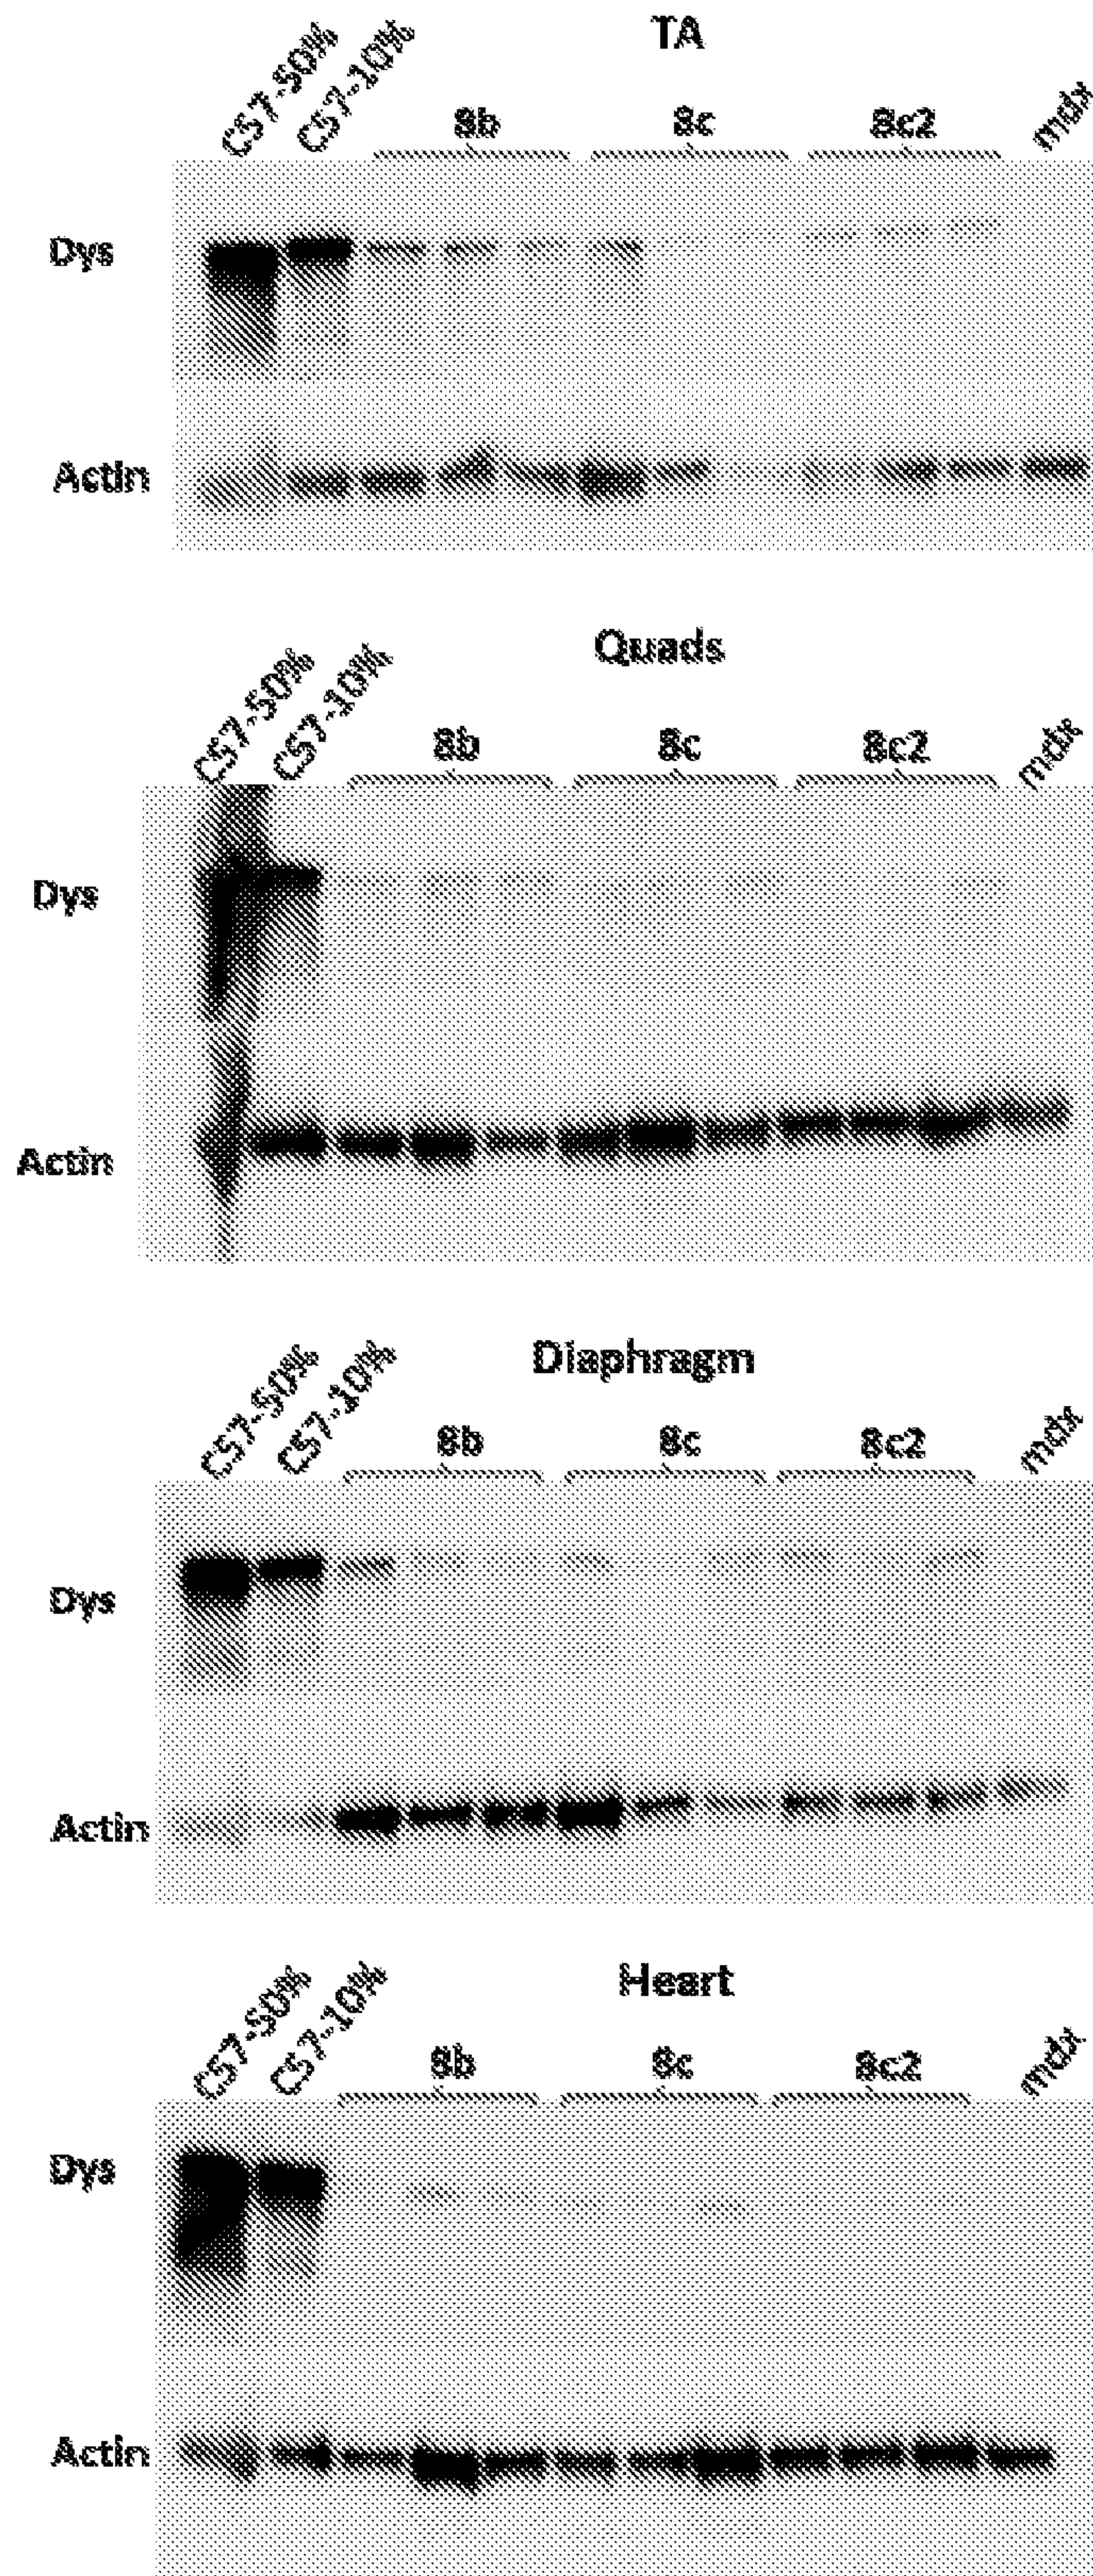 TA
C57-50% C57-10% 8b 8c 8c2 mdx
Dys
Actin
Quads
C57-50% C57-10% 8b 8c 8c2 mdx
Dys
Actin
Diaphragm
C57-50% C57-10% 8b 8c 8c2 mdx
Dys
Actin
Heart
C57-50% C57-10% 8b 8c 8c2 mdx
Dys
Actin